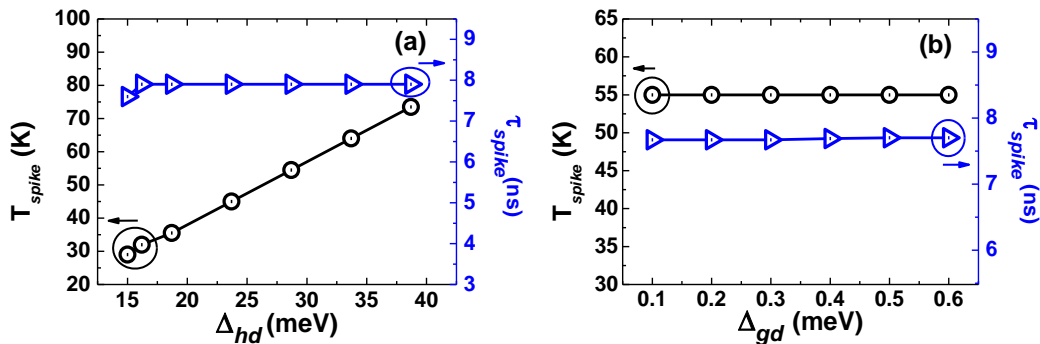 (a)
100
90
80
70
60
50
40
30
20
T_spike (K)
9
8
7
6
5
4
3
τ_spike (ns)
15 20 25 30 35 40
Δ_hd (meV)
(b)
65
60
55
50
45
40
35
30
T_spike (K)
9
8
7
6
τ_spike (ns)
0.1 0.2 0.3 0.4 0.5 0.6
Δ_gd (meV)